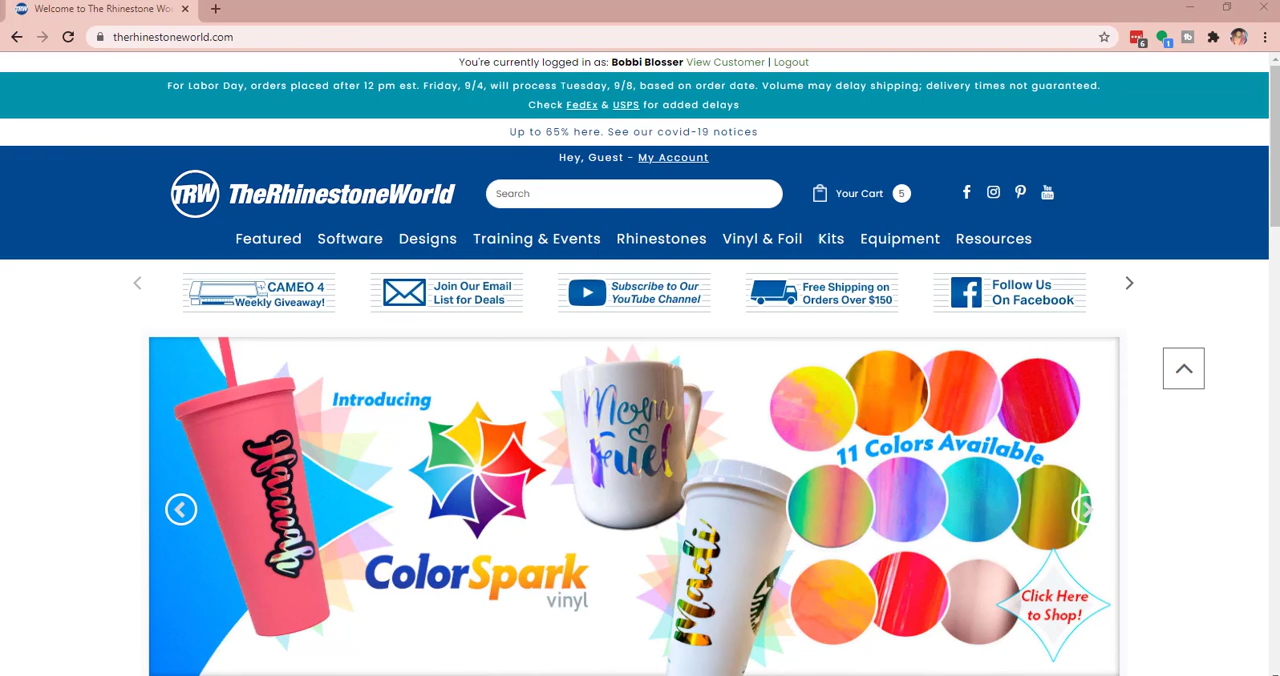 Welcome to The Rhinestone Wo
therhinestoneworld.com
6
1
You're currently logged in as: Bobbi Blosser View Customer | Logout
For Labor Day, orders placed after 12 pm est. Friday, 9/4, will process Tuesday, 9/8, based on order date. Volume may delay shipping; delivery times not guaranteed.
Check FedEx & USPS for added delays
Up to 65% here. See our covid-19 notices
Hey, Guest - My Account
TRW TheRhinestoneWorld
Search
Your Cart 5
Featured Software Designs Training & Events Rhinestones Vinyl & Foil Kits Equipment Resources
CAMEO 4
Weekly Giveaway!
Join Our Email
List for Deals
Subscribe to Our
YouTube Channel
Free Shipping on
Orders Over $150
Follow Us
On Facebook
Introducing
ColorSpark
vinyl
Hannah
Mom
Fuel
Madi
11 Colors Available
Click Here
to Shop!